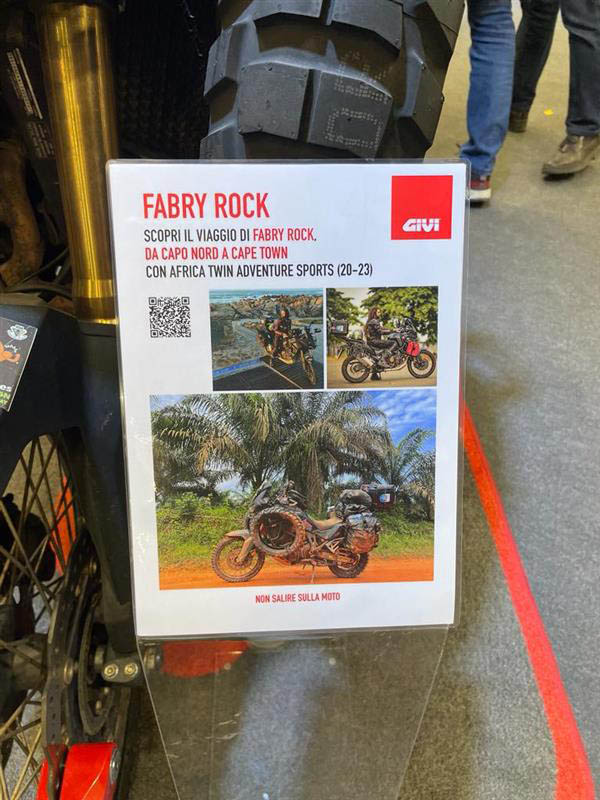 FABRY ROCK
GIVI
SCOPRI IL VIAGGIO DI FABRY ROCK,
DA CAPO NORD A CAPE TOWN
CON AFRICA TWIN ADVENTURE SPORTS (20-23)
NON SALIRE SULLA MOTO